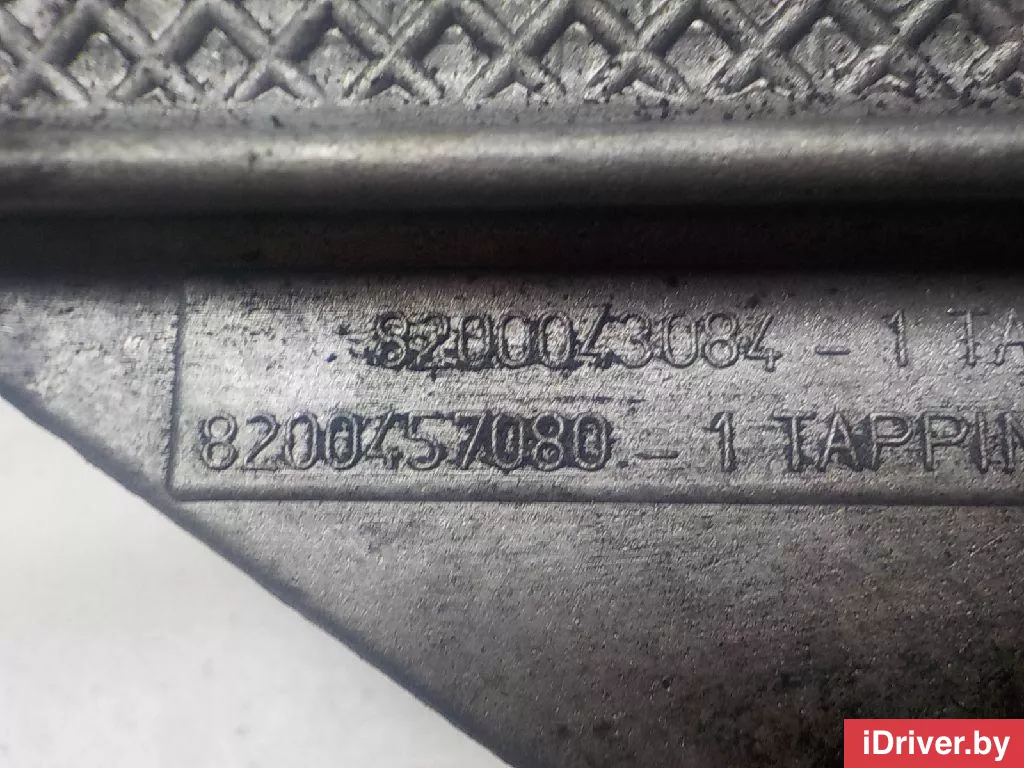 8200043084 - 1 TA
8200457080 - 1 TAPPIN
iDriver.by